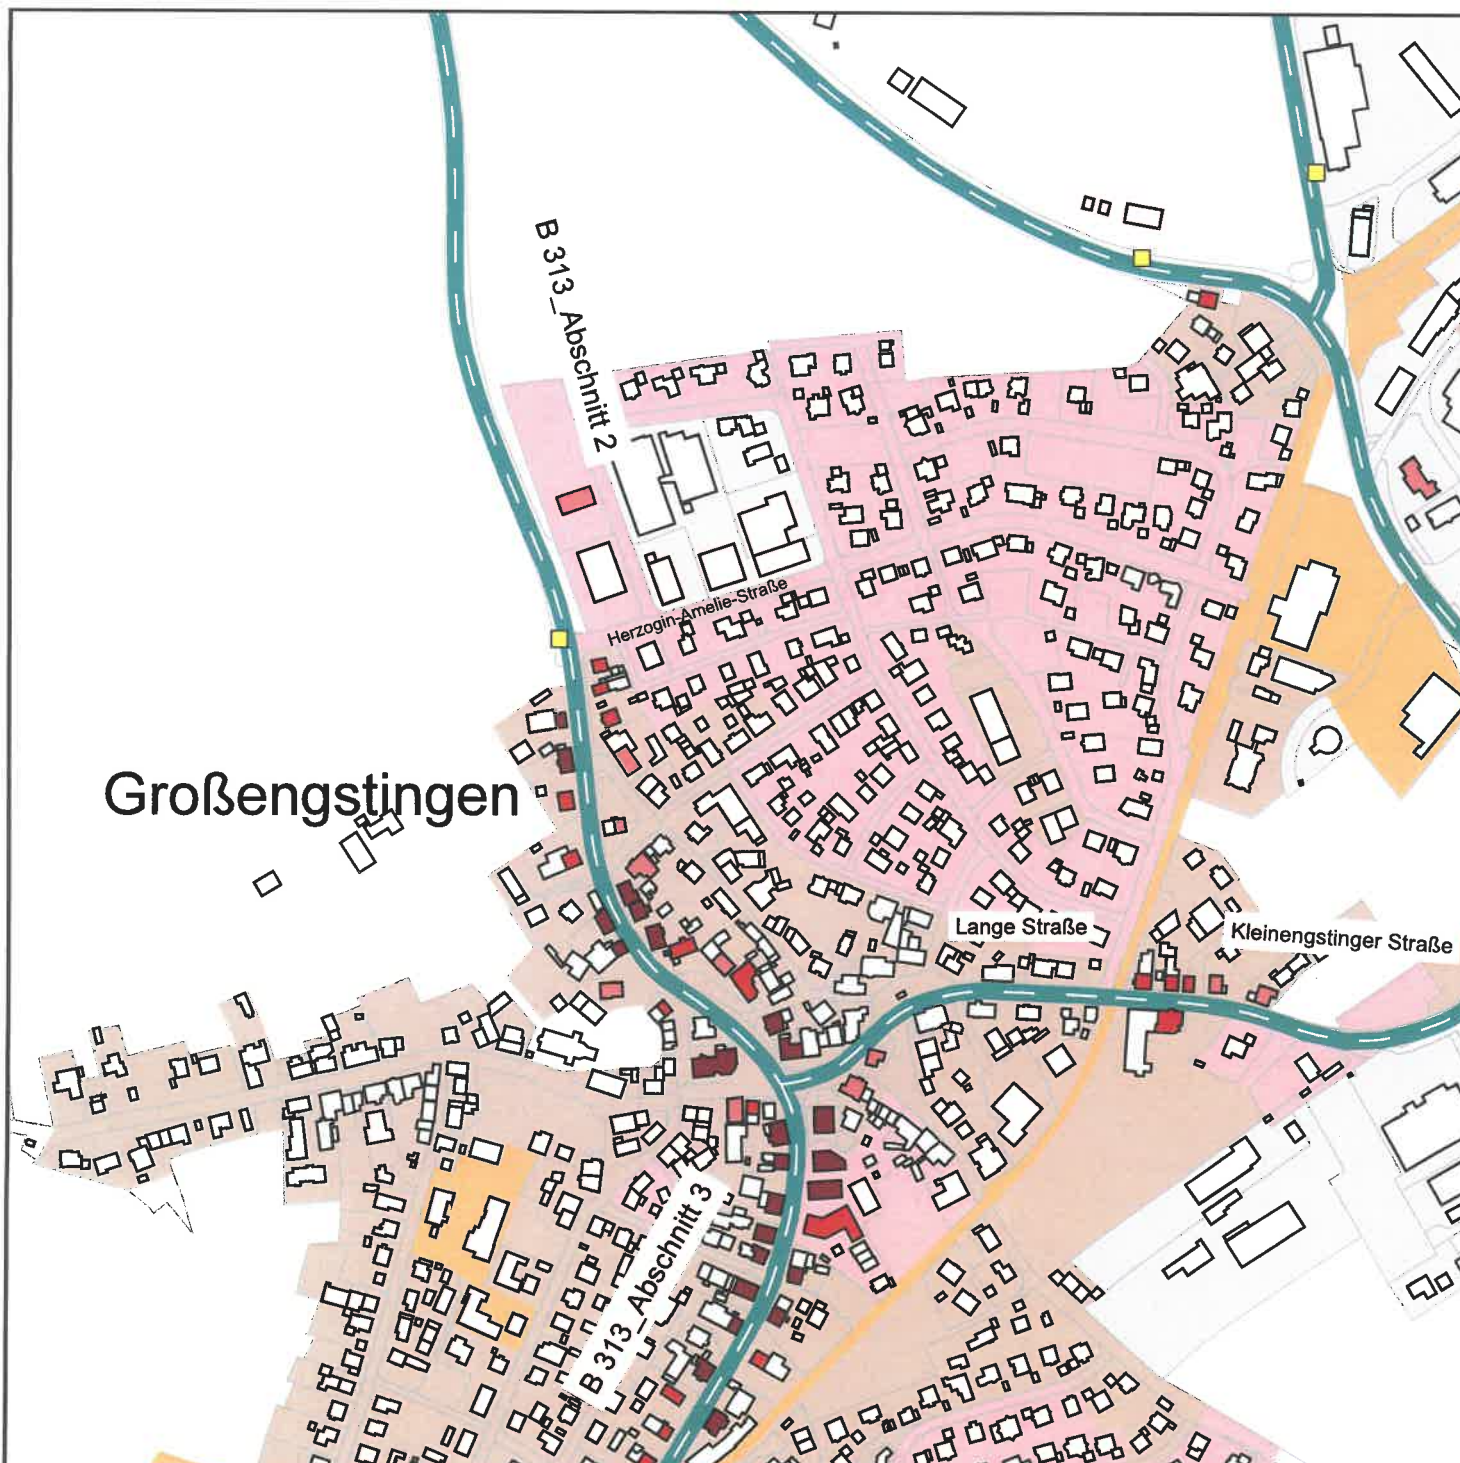 B 313_Abschnitt 2
Herzogin-Amelie-Straße
Großengstingen
Lange Straße
Kleinengstinger Straße
B 313_Abschnitt 3